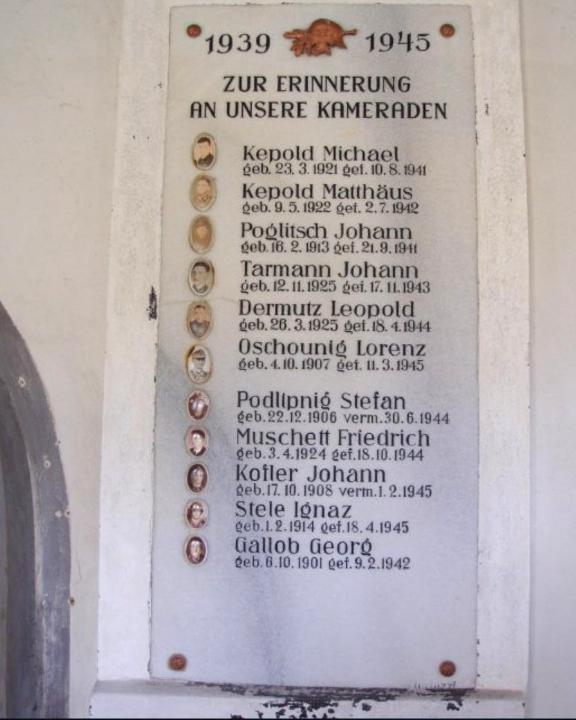 1939 1945
ZUR ERINNERUNG
AN UNSERE KAMERADEN
Kepold Michael
geb. 23. 3. 1921 gef. 10. 8. 1941
Kepold Matthäus
geb. 9. 5. 1922 gef. 2. 7. 1942
Poglitsch Johann
geb. 16. 2. 1913 gef. 21. 9. 1941
Tarmann Johann
geb. 12. 11. 1925 gef. 17. 11. 1943
Dermutz Leopold
geb. 26. 3. 1925 gef. 18. 4. 1944
Oschounig Lorenz
geb. 4. 10. 1907 gef. 11. 3. 1945
Podlipnig Stefan
geb. 22. 12. 1906 verm. 30. 6. 1944
Muschett Friedrich
geb. 3. 4. 1924 gef. 18. 10. 1944
Kofler Johann
geb. 17. 10. 1908 verm. 1. 2. 1945
Stele Ignaz
geb. 1. 2. 1914 gef. 18. 4. 1945
Gallob Georg
geb. 6. 10. 1901 gef. 9. 2. 1942